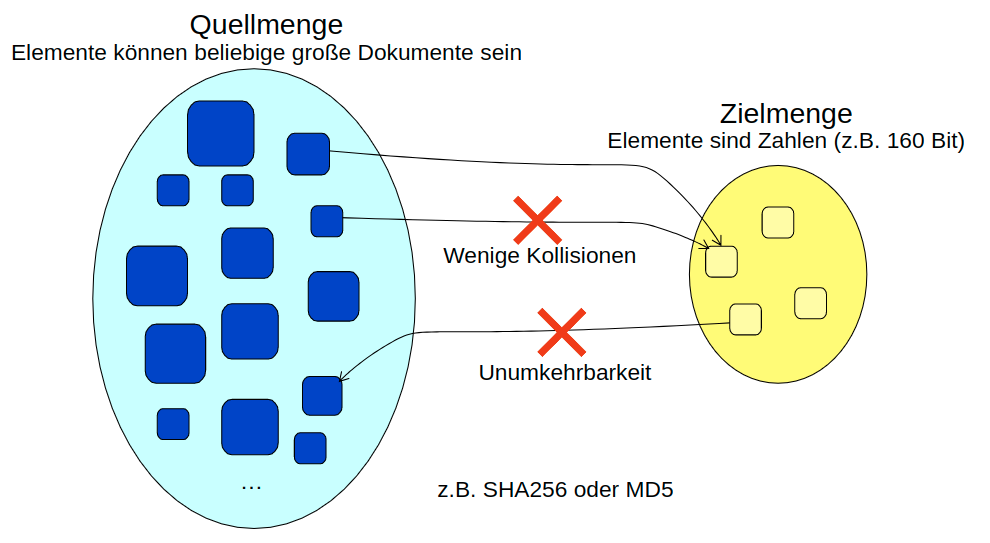 Quellmenge
Elemente können beliebige große Dokumente sein
Zielmenge
Elemente sind Zahlen (z.B. 160 Bit)
Wenige Kollisionen
Unumkehrbarkeit
...
z.B. SHA256 oder MD5